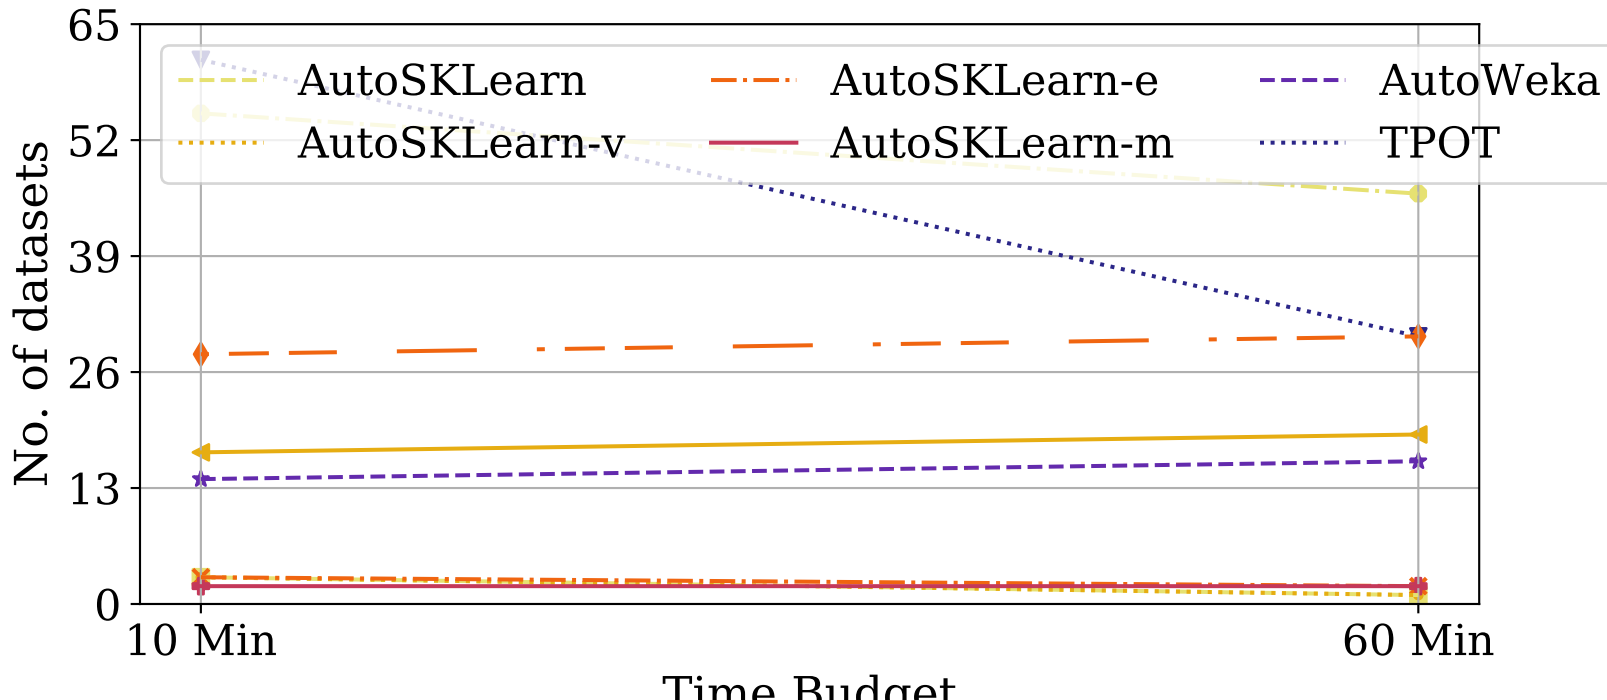 65
52
39
26
13
0
No. of datasets
AutoSKLearn
AutoSKLearn-v
AutoSKLearn-e
AutoSKLearn-m
AutoWeka
TPOT
10 Min
60 Min
Time Budget